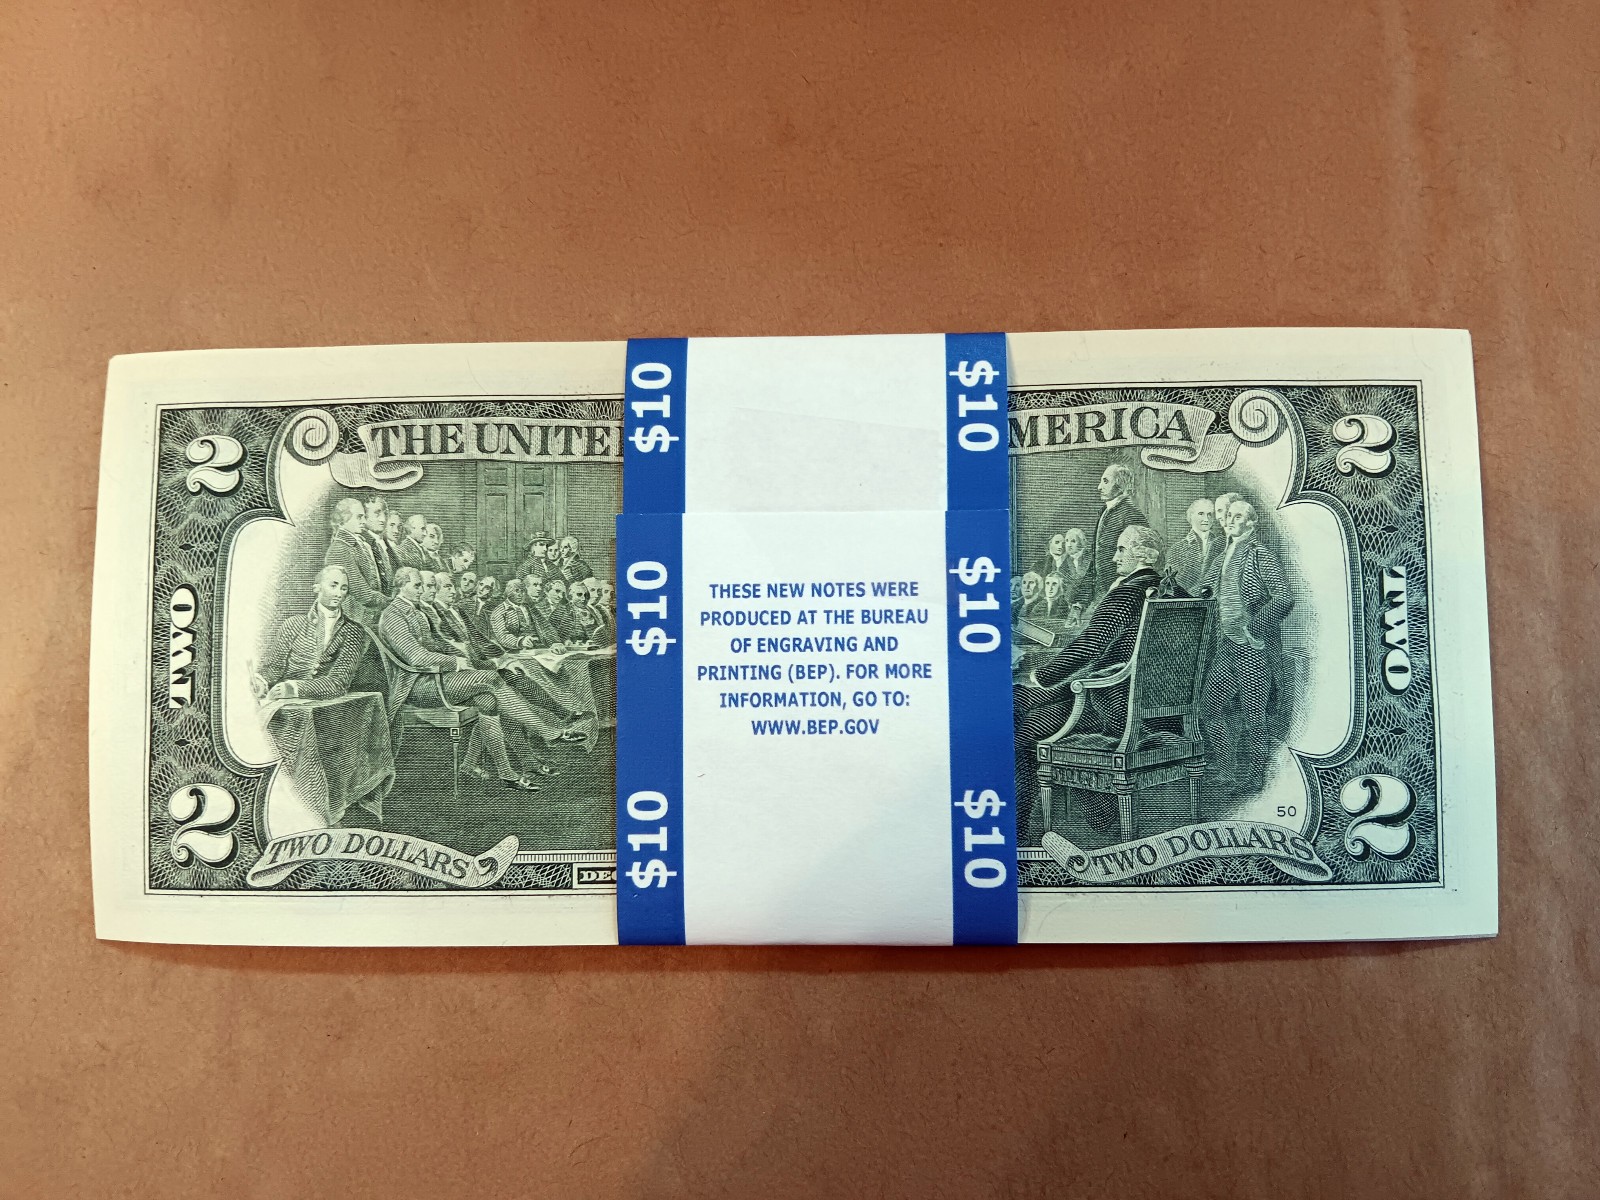 $10 $10
2 THE UNITE MERICA 2
THESE NEW NOTES WERE
PRODUCED AT THE BUREAU
OF ENGRAVING AND
PRINTING (BEP). FOR MORE
INFORMATION, GO TO:
WWW.BEP.GOV
TWO $10 $10 TWO
50
2 TWO DOLLARS $10 $10 TWO DOLLARS 2
DEC